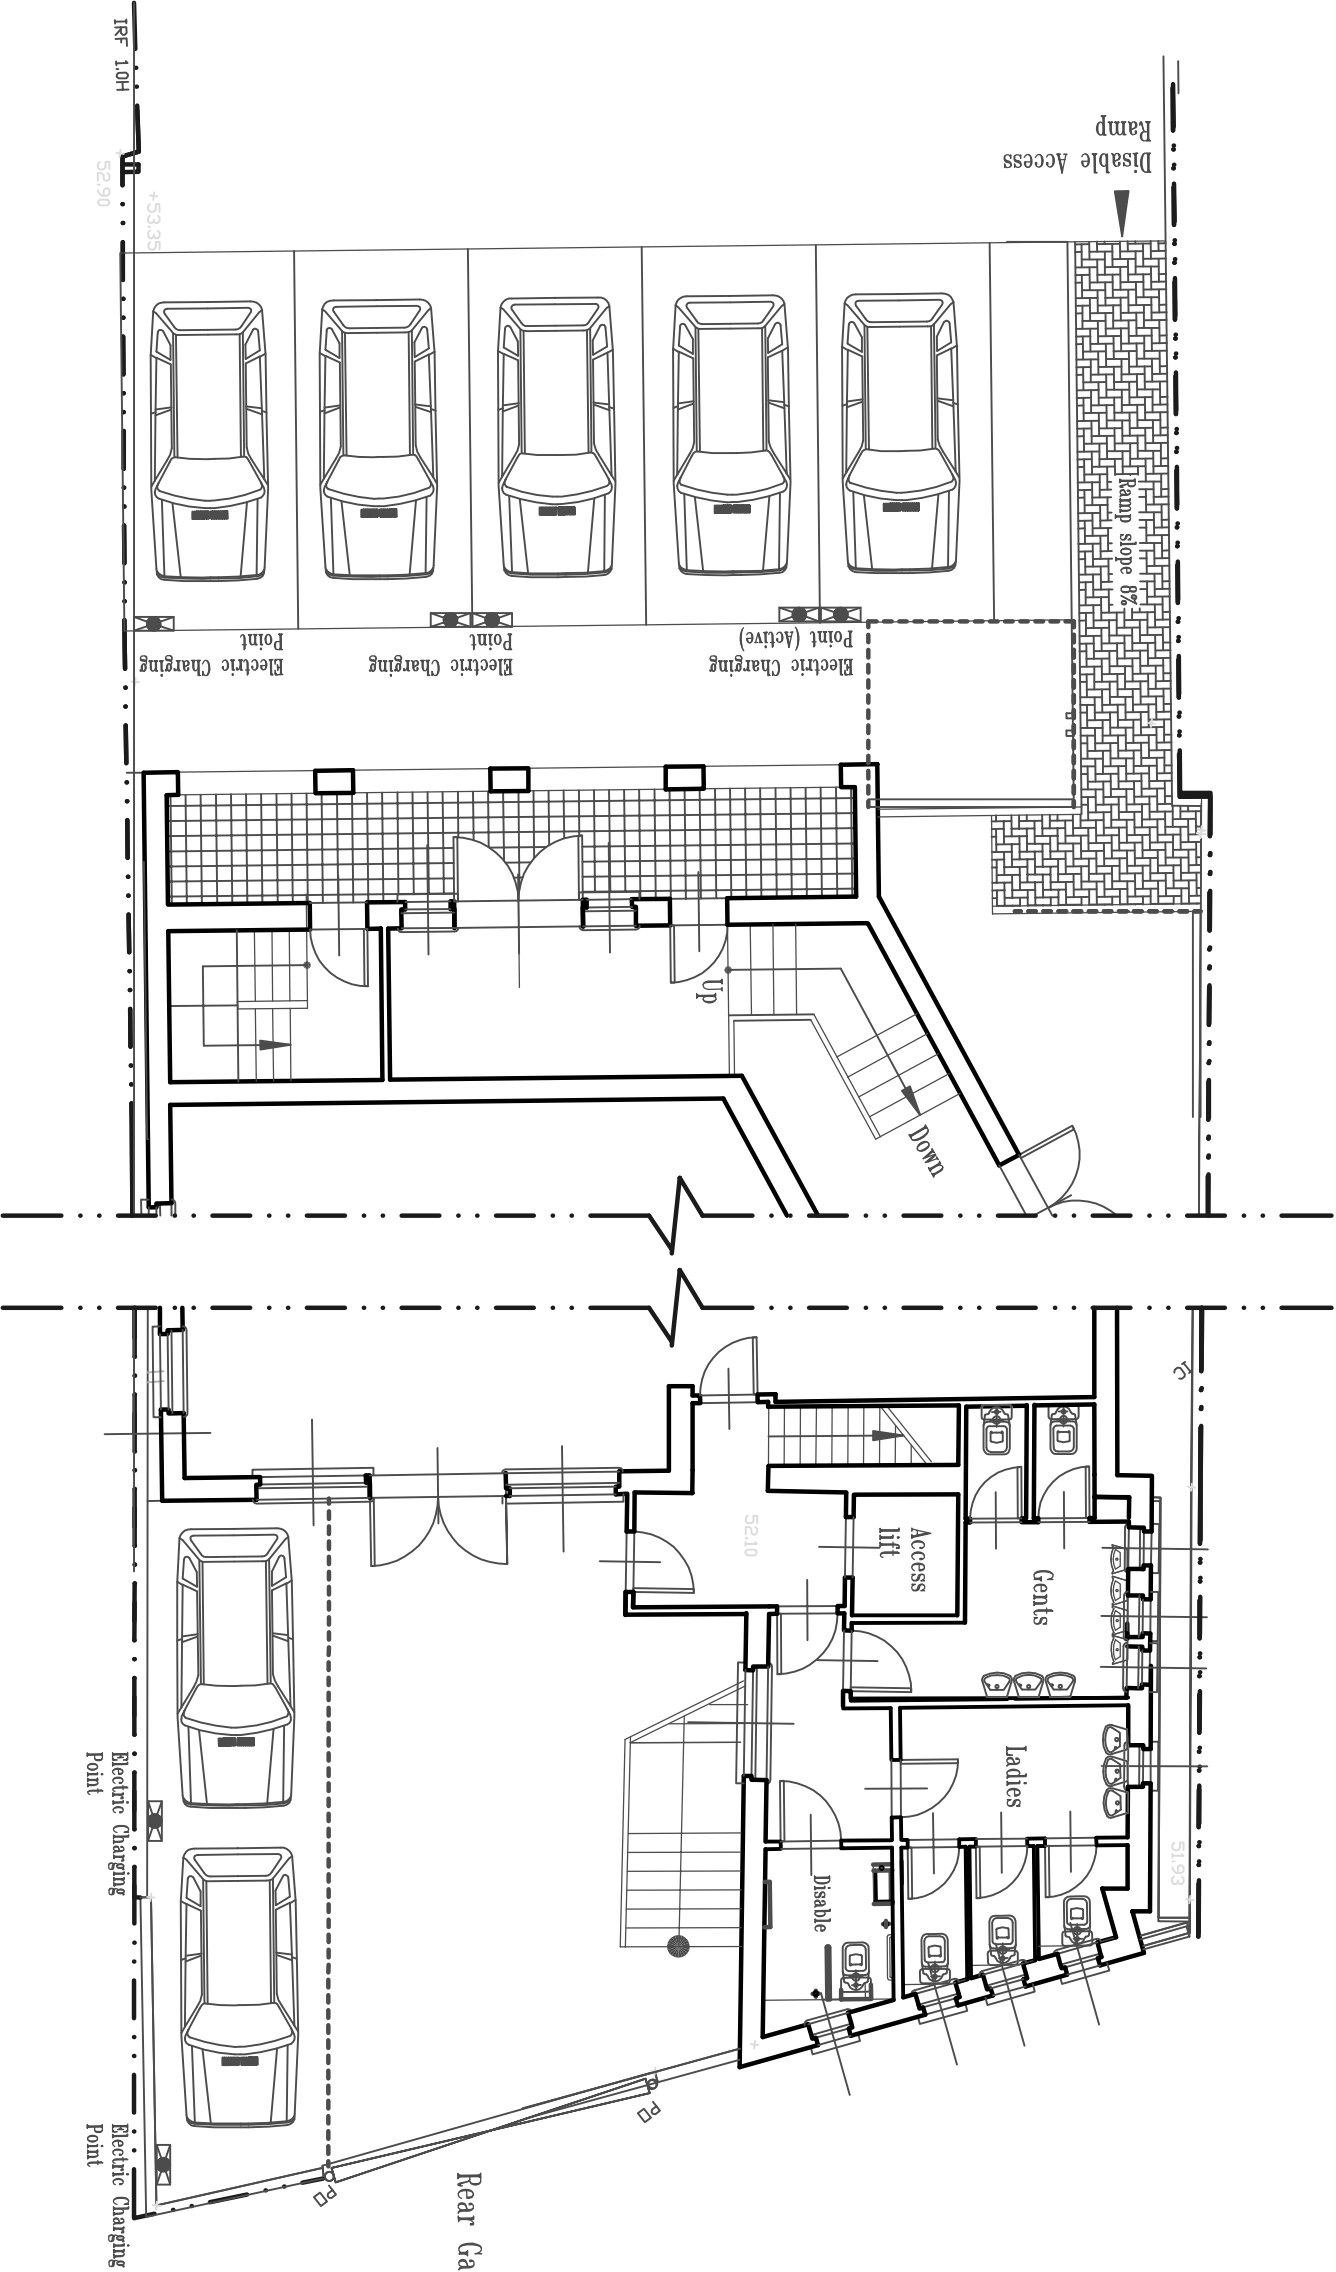 IRF 1.0H
52.90
+53.35
Disable Access
Ramp
Ramp slope 8%
Electric Charging
Point
Electric Charging
Point
Electric Charging
Point (Active)
Up
Down
IC
52.10
Access
lift
Gents
Ladies
Disable
51.93
Electric Charging
Point
Electric Charging
Point
Rear Ga